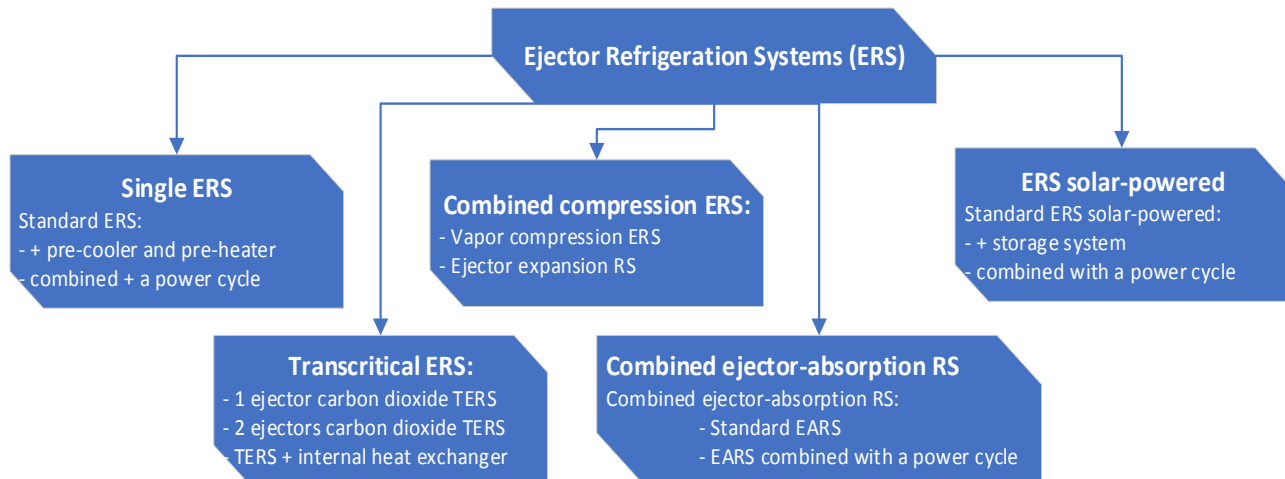 Ejector Refrigeration Systems (ERS)
Single ERS
Standard ERS:
- + pre-cooler and pre-heater
- combined + a power cycle
Combined compression ERS:
- Vapor compression ERS
- Ejector expansion RS
ERS solar-powered
Standard ERS solar-powered:
- + storage system
- combined with a power cycle
Transcritical ERS:
- 1 ejector carbon dioxide TERS
- 2 ejectors carbon dioxide TERS
- TERS + internal heat exchanger
Combined ejector-absorption RS
Combined ejector-absorption RS:
- Standard EARS
- EARS combined with a power cycle